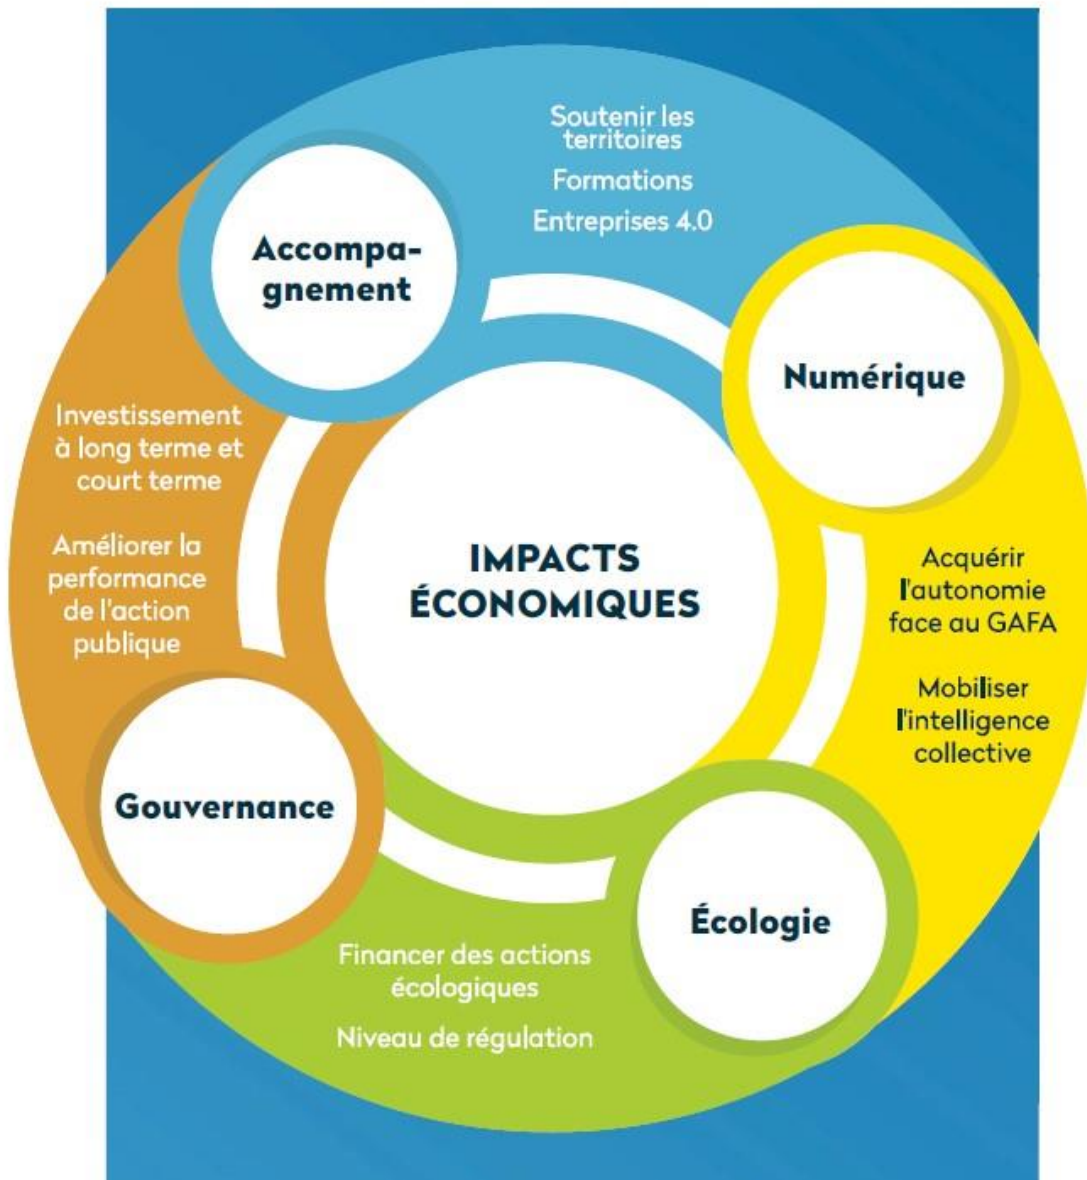 Soutenir les
territoires
Formations
Entreprises 4.0
Accompa-
gnement
Numérique
Investissement
à long terme et
court terme
Améliorer la
performance
de l'action
publique
IMPACTS
ÉCONOMIQUES
Acquérir
l'autonomie
face au GAFA
Mobiliser
l'intelligence
collective
Gouvernance
Écologie
Financer des actions
écologiques
Niveau de régulation